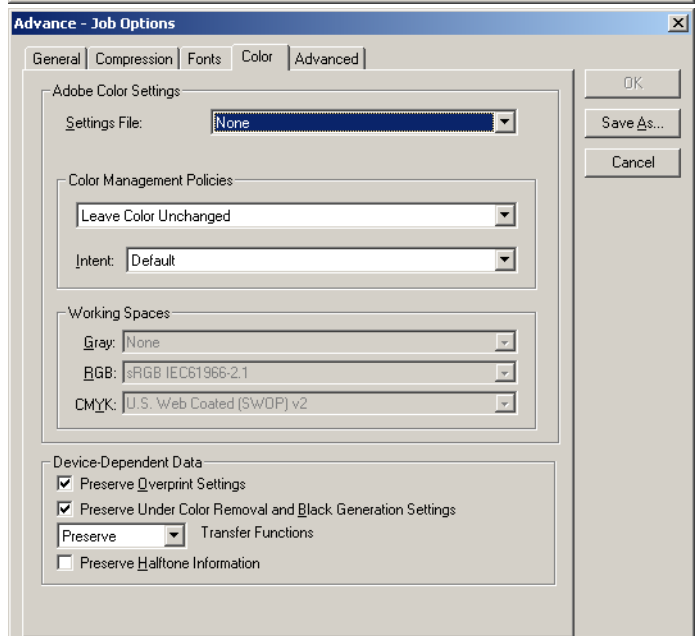 Advance - Job Options
General Compression Fonts Color Advanced
OK
Save As...
Cancel
Adobe Color Settings
Settings File: None
Color Management Policies
Leave Color Unchanged
Intent: Default
Working Spaces
Gray: None
RGB: sRGB IEC61966-2.1
CMYK: U.S. Web Coated (SWOP) v2
Device-Dependent Data
Preserve Overprint Settings
Preserve Under Color Removal and Black Generation Settings
Preserve Transfer Functions
Preserve Halftone Information